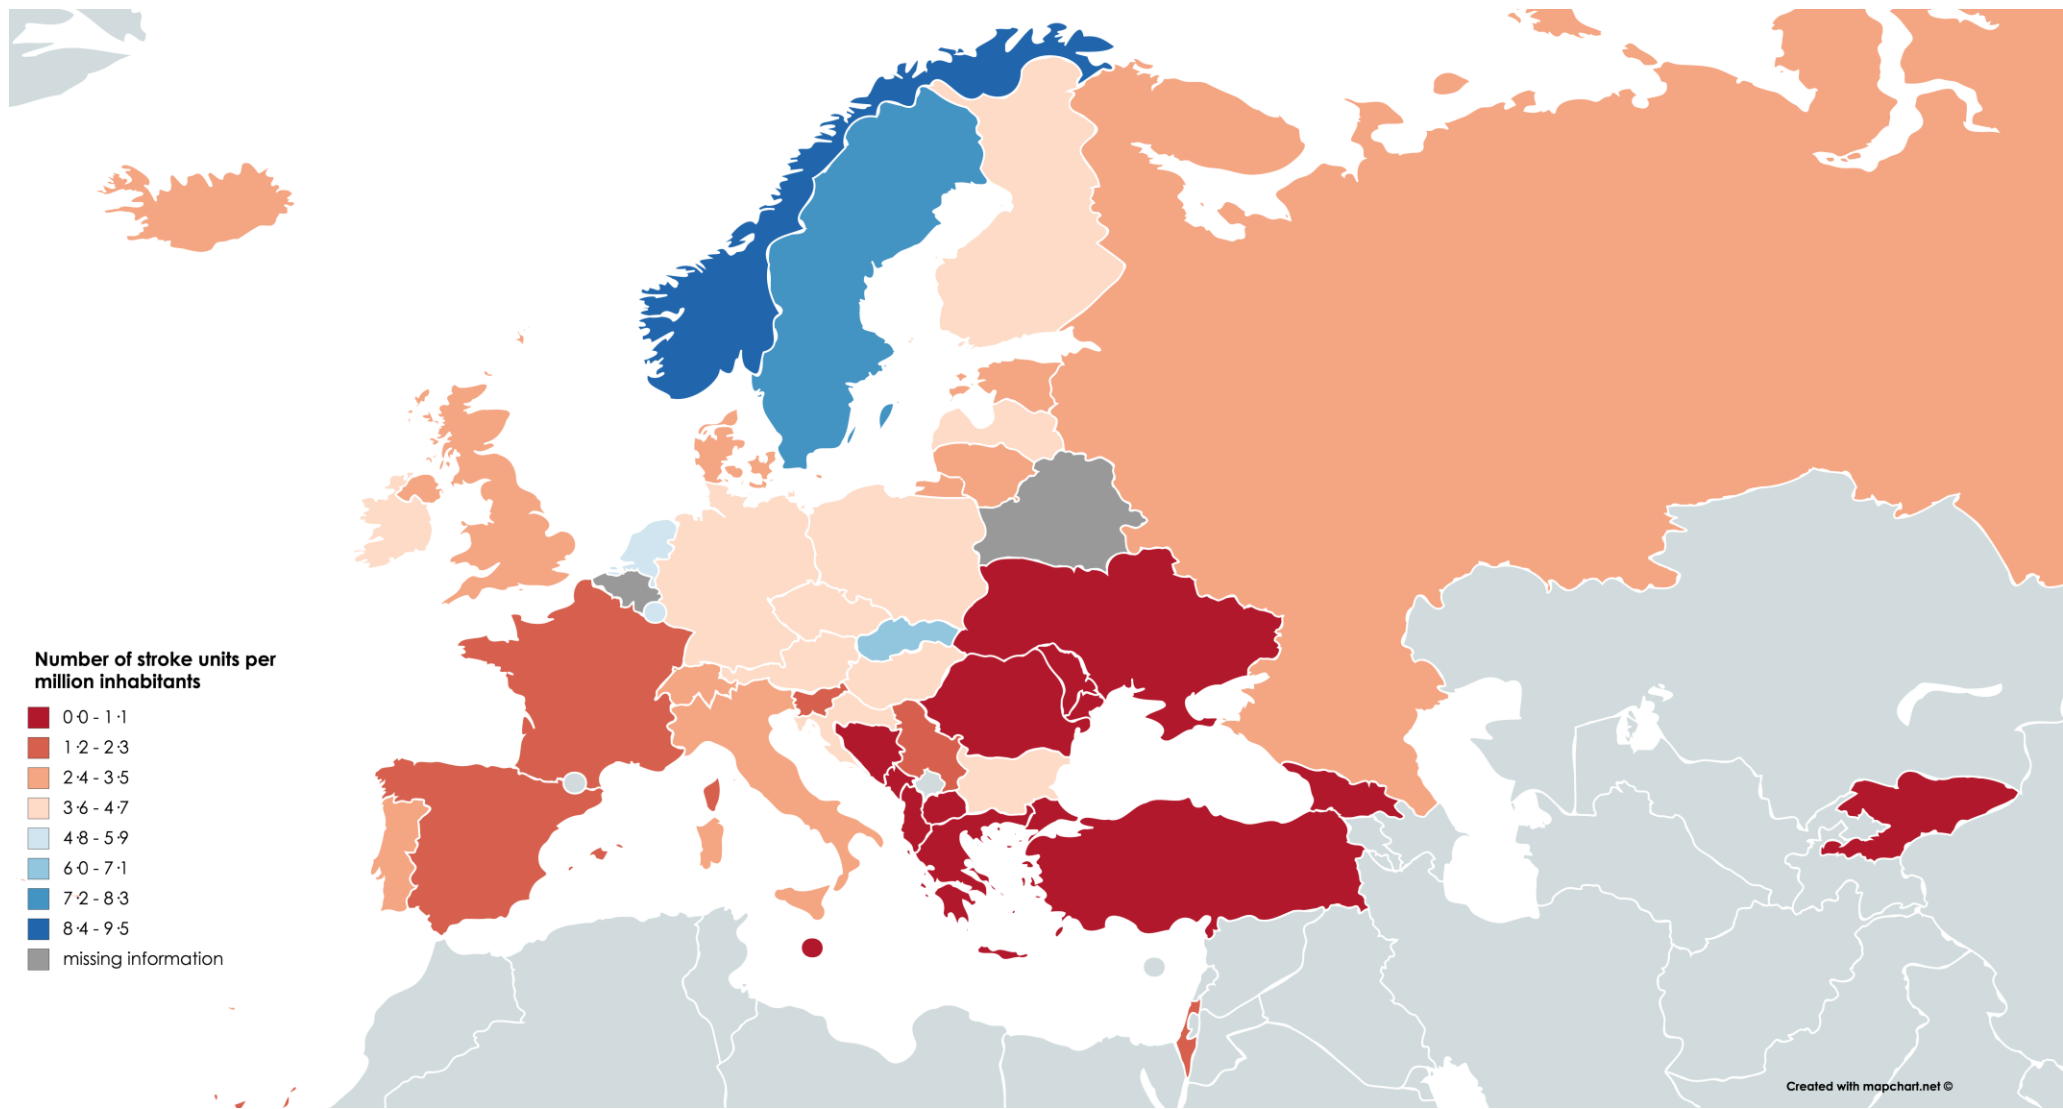 Number of stroke units per
million inhabitants
0·0 - 1·1
1·2 - 2·3
2·4 - 3·5
3·6 - 4·7
4·8 - 5·9
6·0 - 7·1
7·2 - 8·3
8·4 - 9·5
missing information
Created with mapchart.net ©